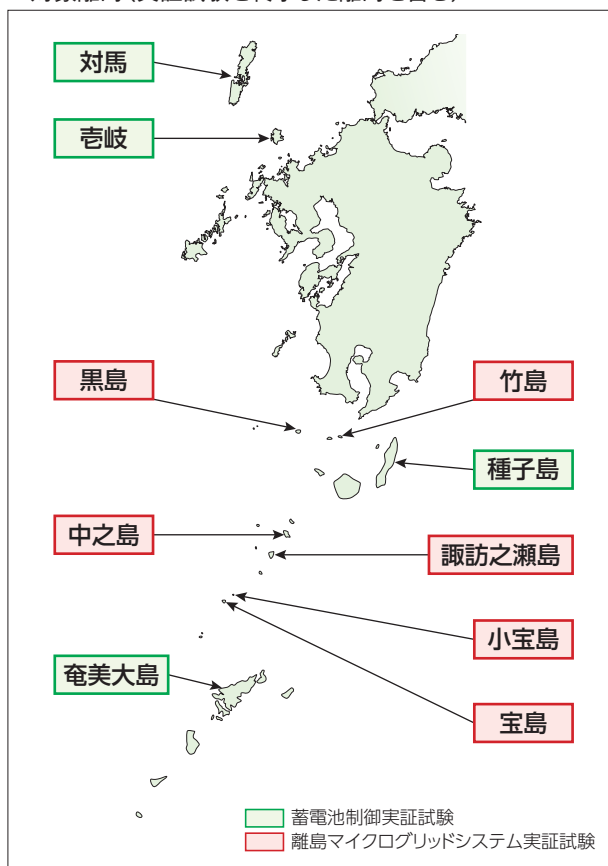 対馬
壱岐
黒島
竹島
種子島
中之島
諏訪之瀬島
小宝島
奄美大島
宝島
蓄電池制御実証試験
離島マイクログリッドシステム実証試験